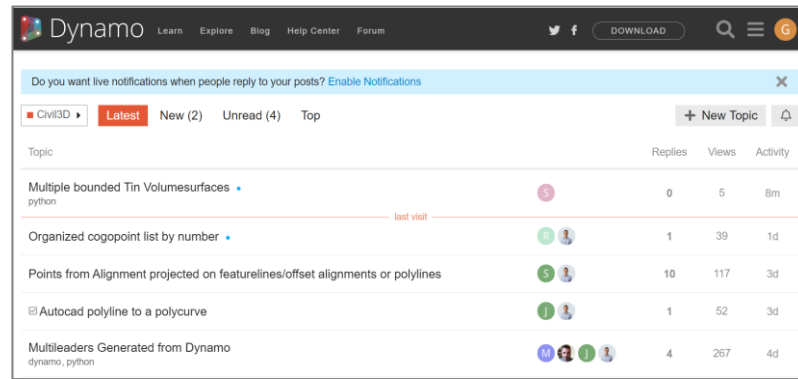 Dynamo Learn Explore Blog Help Center Forum f DOWNLOAD G
Do you want live notifications when people reply to your posts? Enable Notifications
Civil3D Latest New (2) Unread (4) Top + New Topic
Topic Replies Views Activity
Multiple bounded Tin Volumesurfaces S 0 5 8m
python
last visit
Organized cogopoint list by number R 1 39 1d
Points from Alignment projected on featurelines/offset alignments or polylines S 10 117 3d
Autocad polyline to a polycurve J 1 52 3d
Multileaders Generated from Dynamo M J 4 267 4d
dynamo, python